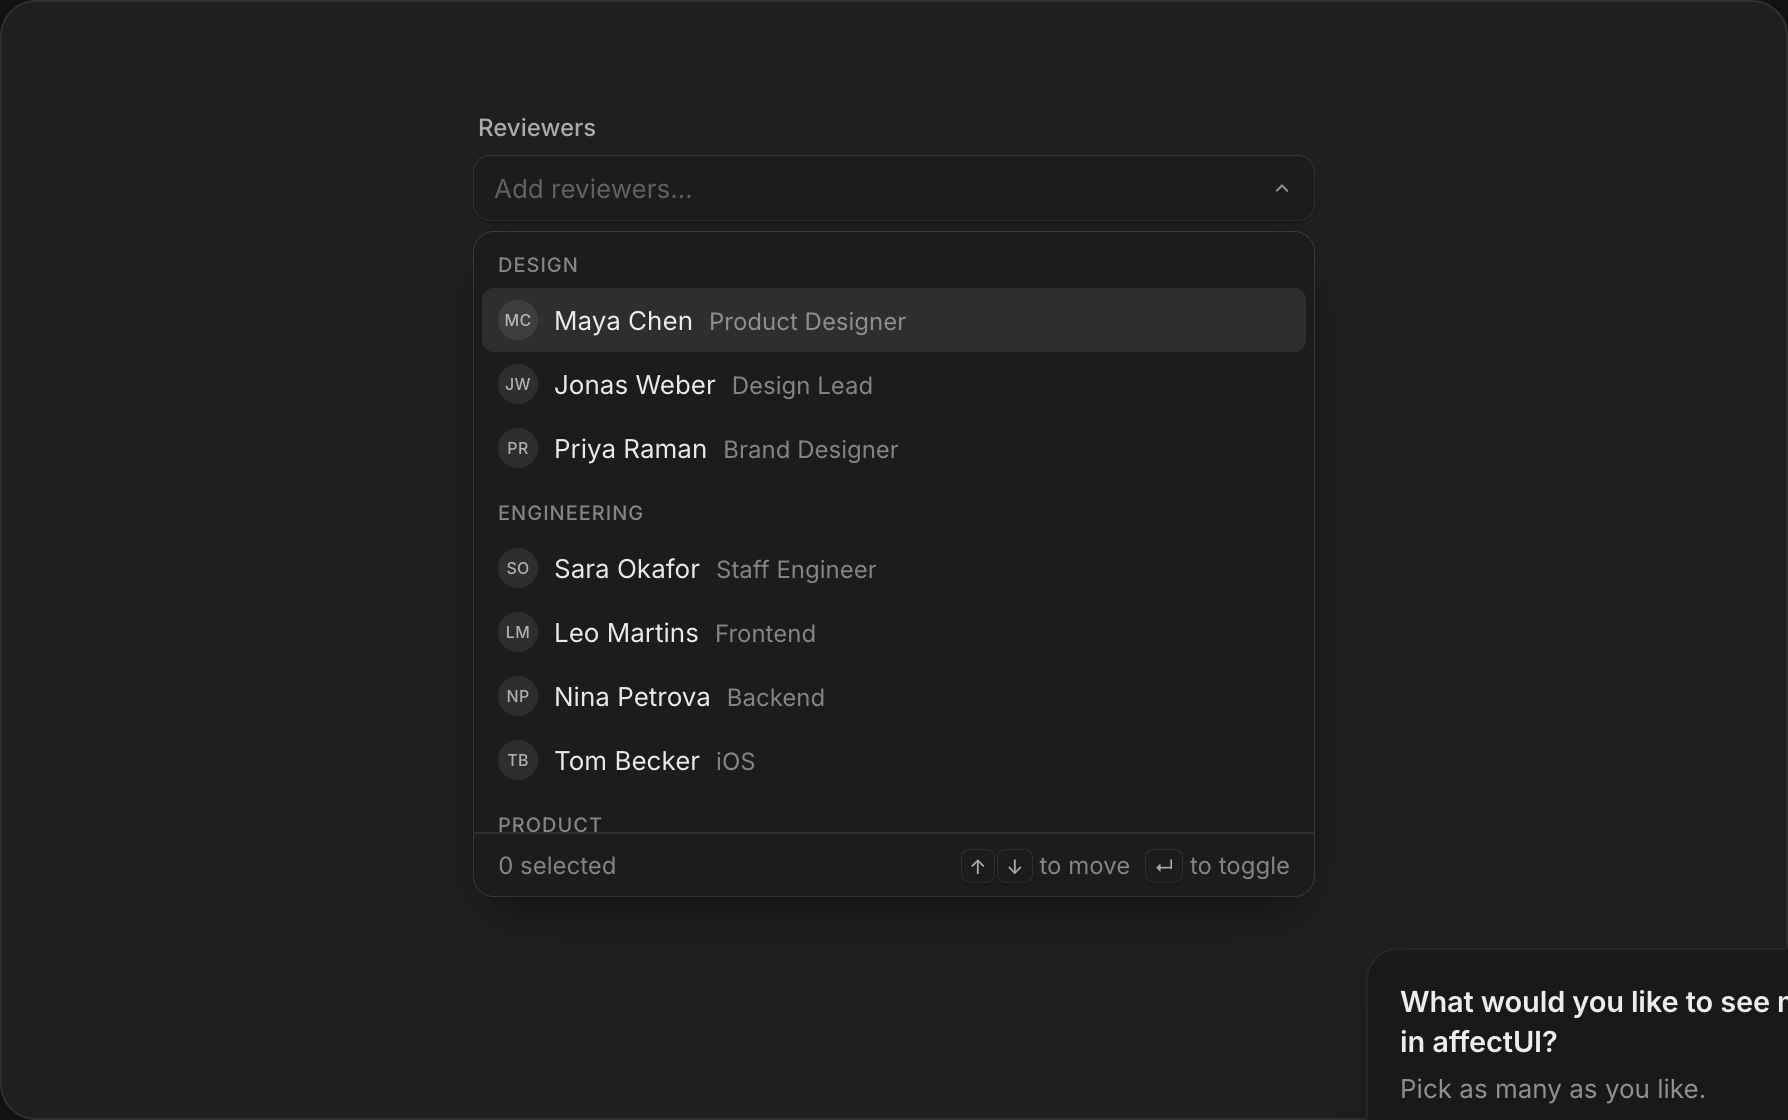 Reviewers
Add reviewers...
DESIGN
MC Maya Chen Product Designer
JW Jonas Weber Design Lead
PR Priya Raman Brand Designer
ENGINEERING
SO Sara Okafor Staff Engineer
LM Leo Martins Frontend
NP Nina Petrova Backend
TB Tom Becker iOS
PRODUCT
0 selected ↑ ↓ to move ↵ to toggle
What would you like to see
in affectUI?
Pick as many as you like.